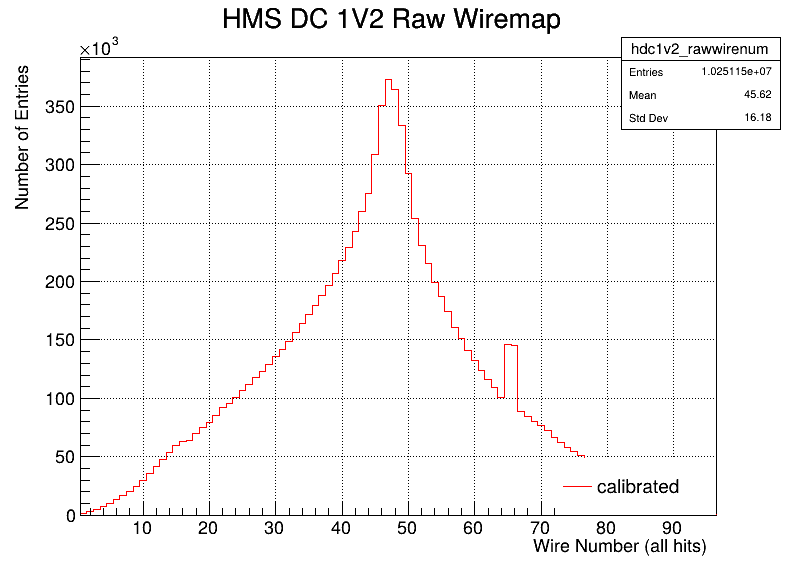 HMS DC 1V2 Raw Wiremap
×10³
hdc1v2_rawwirenum
Entries 1.025115e+07
Mean 45.62
Std Dev 16.18
Number of Entries
350
300
250
200
150
100
50
0
calibrated
10 20 30 40 50 60 70 80 90
Wire Number (all hits)